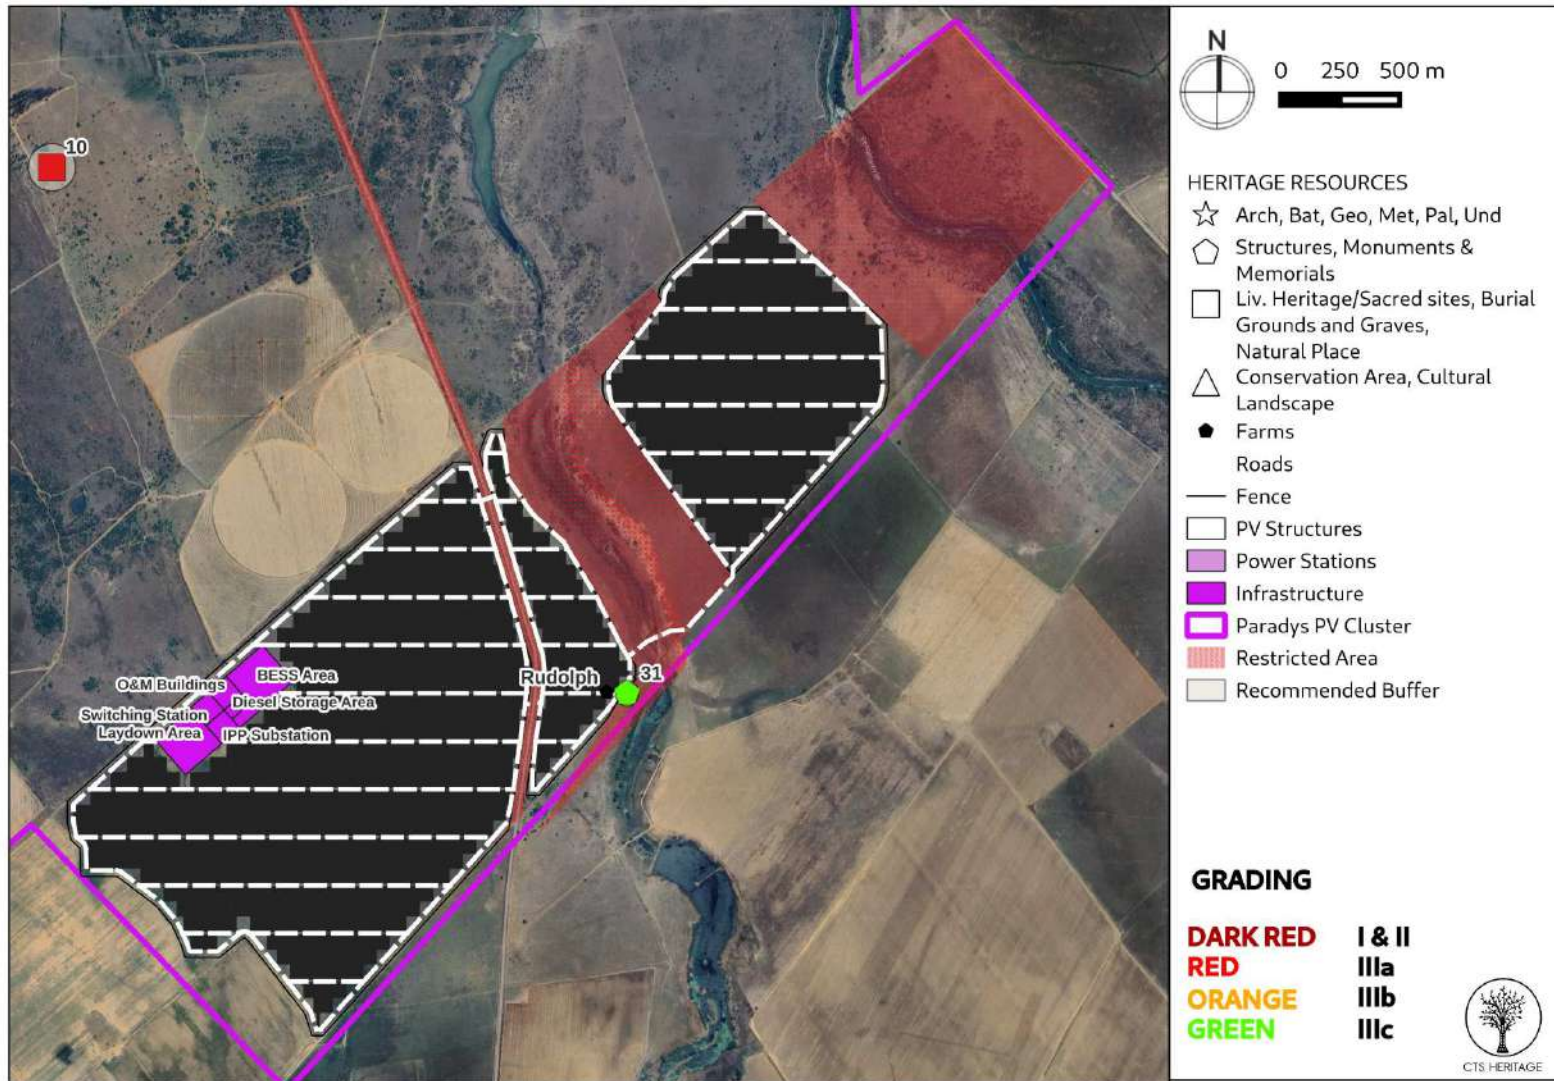 10
Rudolph
31
BESS Area
O&M Buildings
Diesel Storage Area
Switching Station
Laydown Area
IPP Substation
N
0 250 500 m
HERITAGE RESOURCES
Arch, Bat, Geo, Met, Pal, Und
Structures, Monuments &
Memorials
Liv. Heritage/Sacred sites, Burial
Grounds and Graves,
Natural Place
Conservation Area, Cultural
Landscape
Farms
Roads
Fence
PV Structures
Power Stations
Infrastructure
Paradys PV Cluster
Restricted Area
Recommended Buffer
GRADING
DARK RED I & II
RED IIIa
ORANGE IIIb
GREEN IIIc
CTS HERITAGE